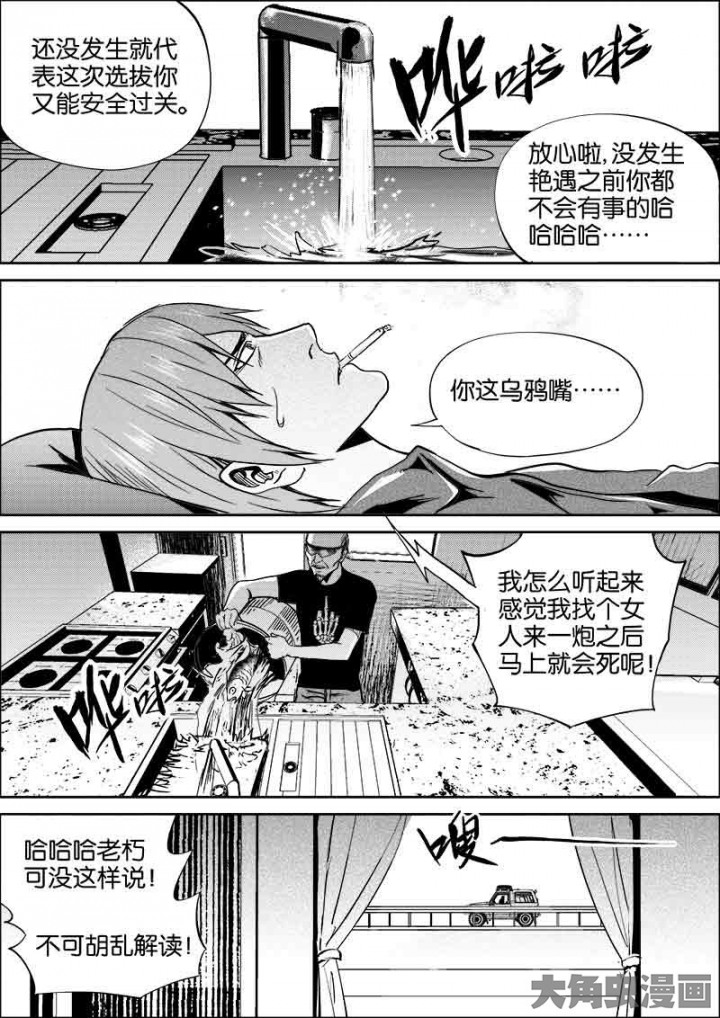 还没发生就代
表这次选拔你
又能安全过关。
哗啦啦
放心啦,没发生
艳遇之前你都
不会有事的哈
哈哈哈……
你这乌鸦嘴……
我怎么听起来
感觉我找个女
人来一炮之后
马上就会死呢!
哗啦
哈哈哈老朽
可没这样说!
不可胡乱解读!
嗖
大角虫漫画